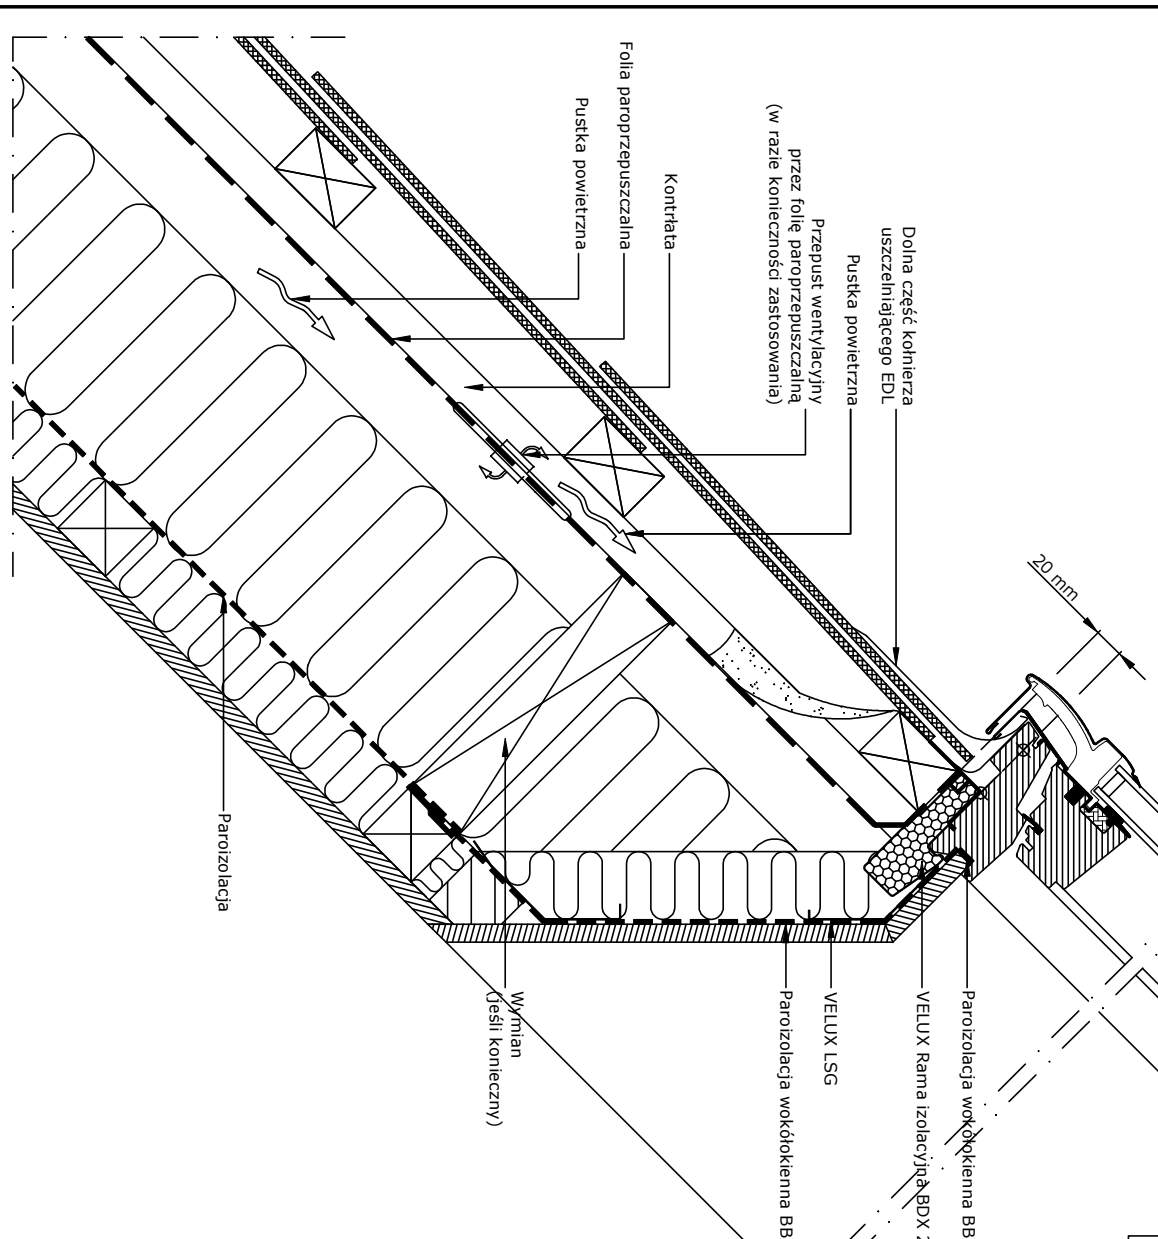 Folia paroprzepuszczalna
Pustka powietrzna
Kontrłata
Przepust wentylacyjny
przez folię paroprzepuszczalną
(w razie konieczności zastosowania)
Pustka powietrzna
Dolna część kołnierza
uszczelniającego EDL
20 mm
Paroizolacja
Wymian
(jeśli konieczny)
Paroizolacja wokółokienna BB
VELUX LSG
VELUX Rama izolacyjna BDX
Paroizolacja wokółokienna BB